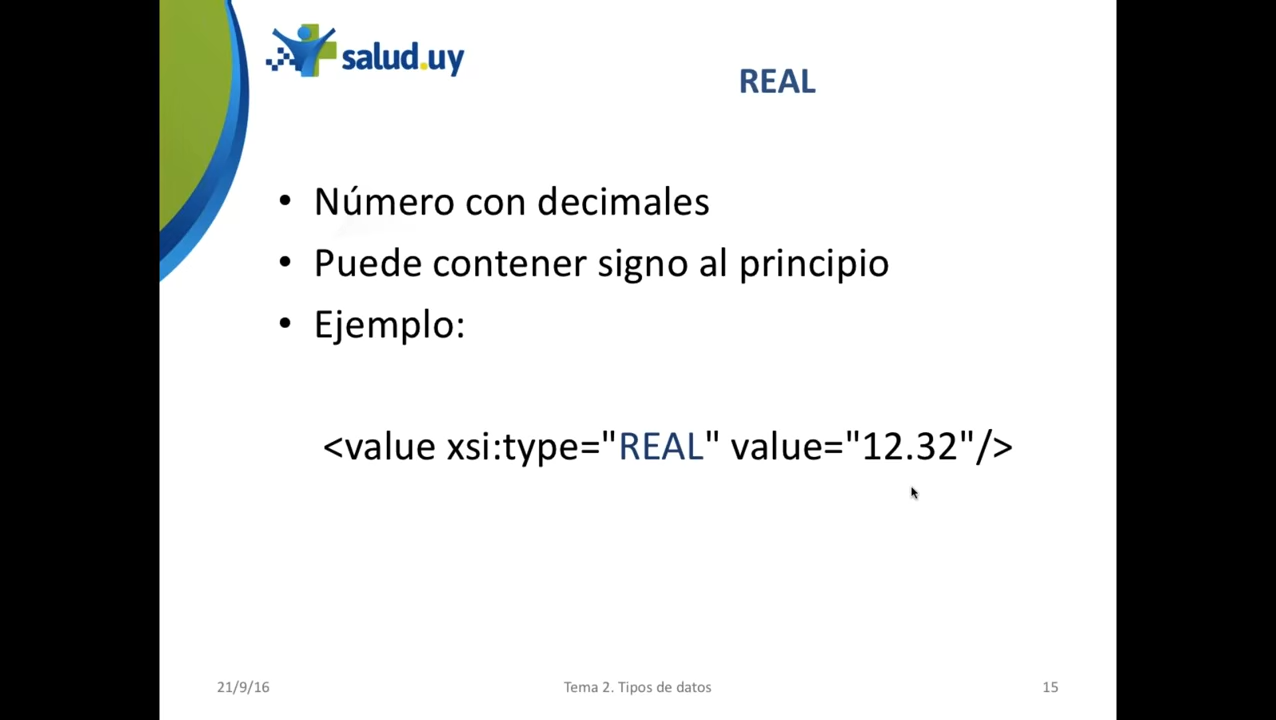 salud.uy
REAL
• Número con decimales
• Puede contener signo al principio
• Ejemplo:
<value xsi:type="REAL" value="12.32"/>
21/9/16
Tema 2. Tipos de datos
15